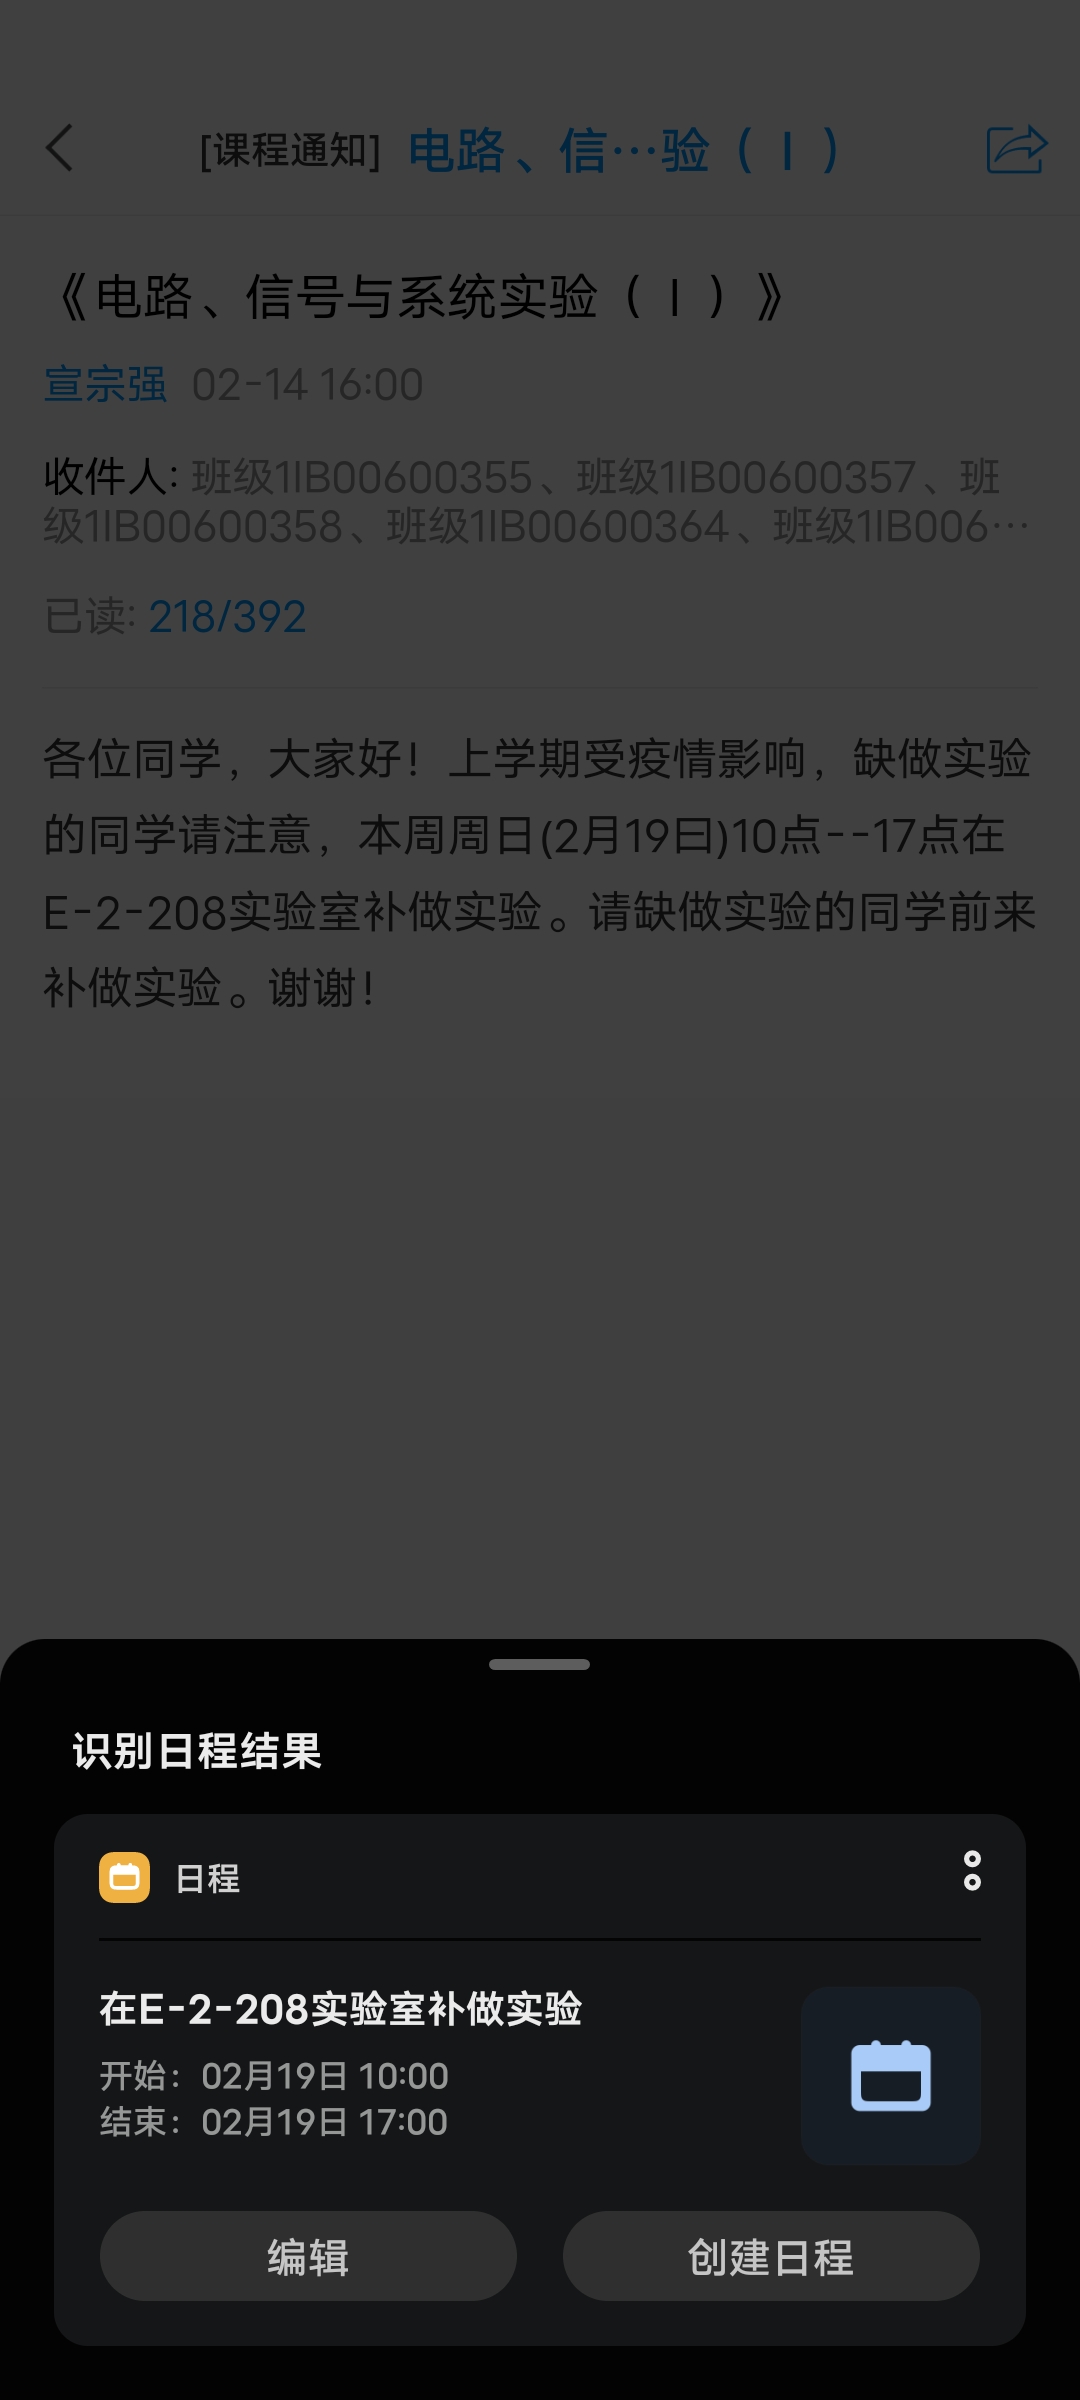 [课程通知] 电路、信…验（Ⅰ）
《电路、信号与系统实验（Ⅰ）》
宣宗强 02-14 16:00
收件人: 班级1IB00600355、班级1IB00600357、班
级1IB00600358、班级1IB00600364、班级1IB006…
已读: 218/392
各位同学，大家好！上学期受疫情影响，缺做实验
的同学请注意，本周周日(2月19日)10点--17点在
E-2-208实验室补做实验。请缺做实验的同学前来
补做实验。谢谢！
识别日程结果
日程
在E-2-208实验室补做实验
开始：02月19日 10:00
结束：02月19日 17:00
编辑 创建日程